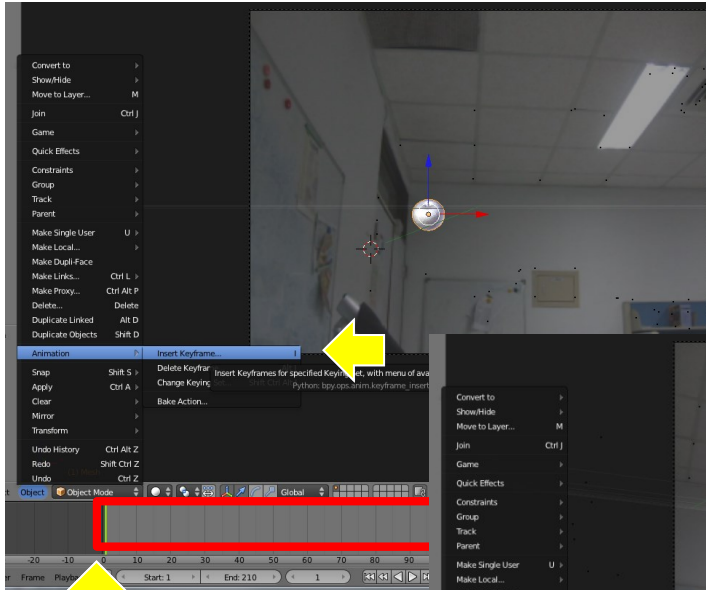 Convert to
Show/Hide
Move to Layer... M
Join Ctrl J
Game
Quick Effects
Constraints
Group
Track
Parent
Make Single User U
Make Local...
Make Dupli-Face
Make Links... Ctrl L
Make Proxy... Ctrl Alt P
Delete... Delete
Duplicate Linked Alt D
Duplicate Objects Shift D
Animation
Snap Shift S
Apply Ctrl A
Clear
Mirror
Transform
Undo History Ctrl Alt Z
Redo Shift Ctrl Z
Undo Ctrl Z
Insert Keyframe... I
Delete Keyfra
Change Keying
Bake Action...
Insert Keyframes for specified Keying Set, with menu of ava
Python: bpy.ops.anim.keyframe_insert
Convert to
Show/Hide
Move to Layer... M
Join Ctrl J
Game
Quick Effects
Constraints
Group
Track
Parent
Make Single User U
Make Local...
Object Object Mode Global
-20 -10 0 10 20 30 40 50 60 70 80 90
Frame Playba Start: 1 End: 210 1